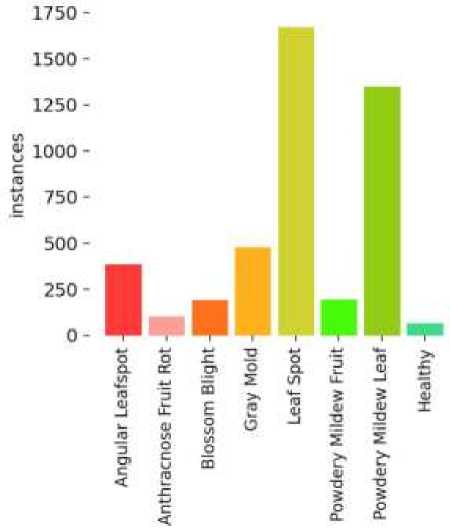 1750
1500
1250
1000
750
500
250
0
instances
Angular Leafspot
Anthracnose Fruit Rot
Blossom Blight
Gray Mold
Leaf Spot
Powdery Mildew Fruit
Powdery Mildew Leaf
Healthy